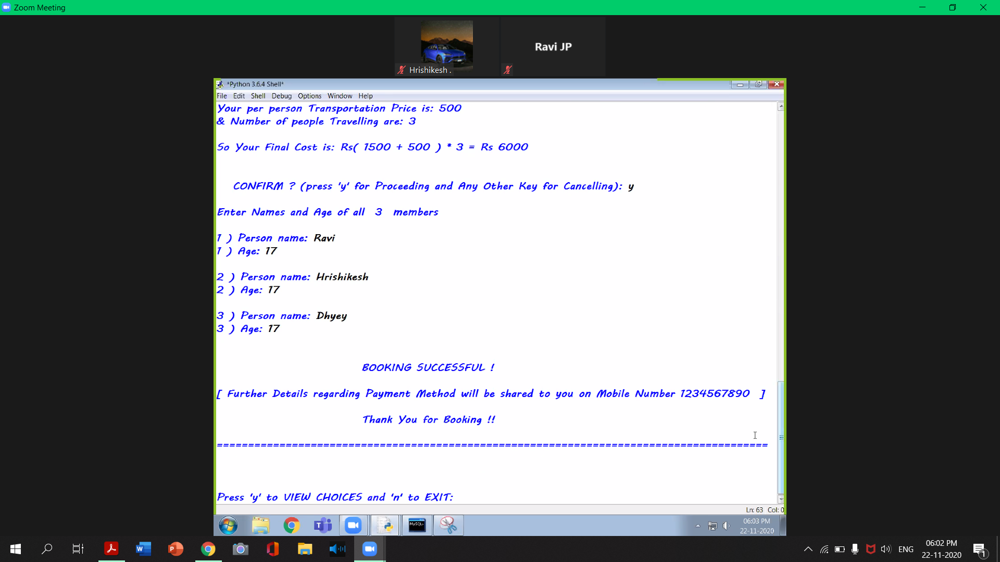 Zoom Meeting
Hrishikesh .
Ravi JP
*Python 3.6.4 Shell*
File Edit Shell Debug Options Window Help
Your per person Transportation Price is: 500
& Number of people Travelling are: 3
So Your Final Cost is: Rs( 1500 + 500 ) * 3 = Rs 6000
CONFIRM ? (press 'y' for Proceeding and Any Other Key for Cancelling): y
Enter Names and Age of all 3 members
1 ) Person name: Ravi
1 ) Age: 17
2 ) Person name: Hrishikesh
2 ) Age: 17
3 ) Person name: Dhyey
3 ) Age: 17
BOOKING SUCCESSFUL !
[ Further Details regarding Payment Method will be shared to you on Mobile Number 1234567890 ]
Thank You for Booking !!
========================================================================================
Press 'y' to VIEW CHOICES and 'n' to EXIT:
Ln: 63 Col: 0
MySQL>
06:03 PM
22-11-2020
ENG
06:02 PM
22-11-2020
1